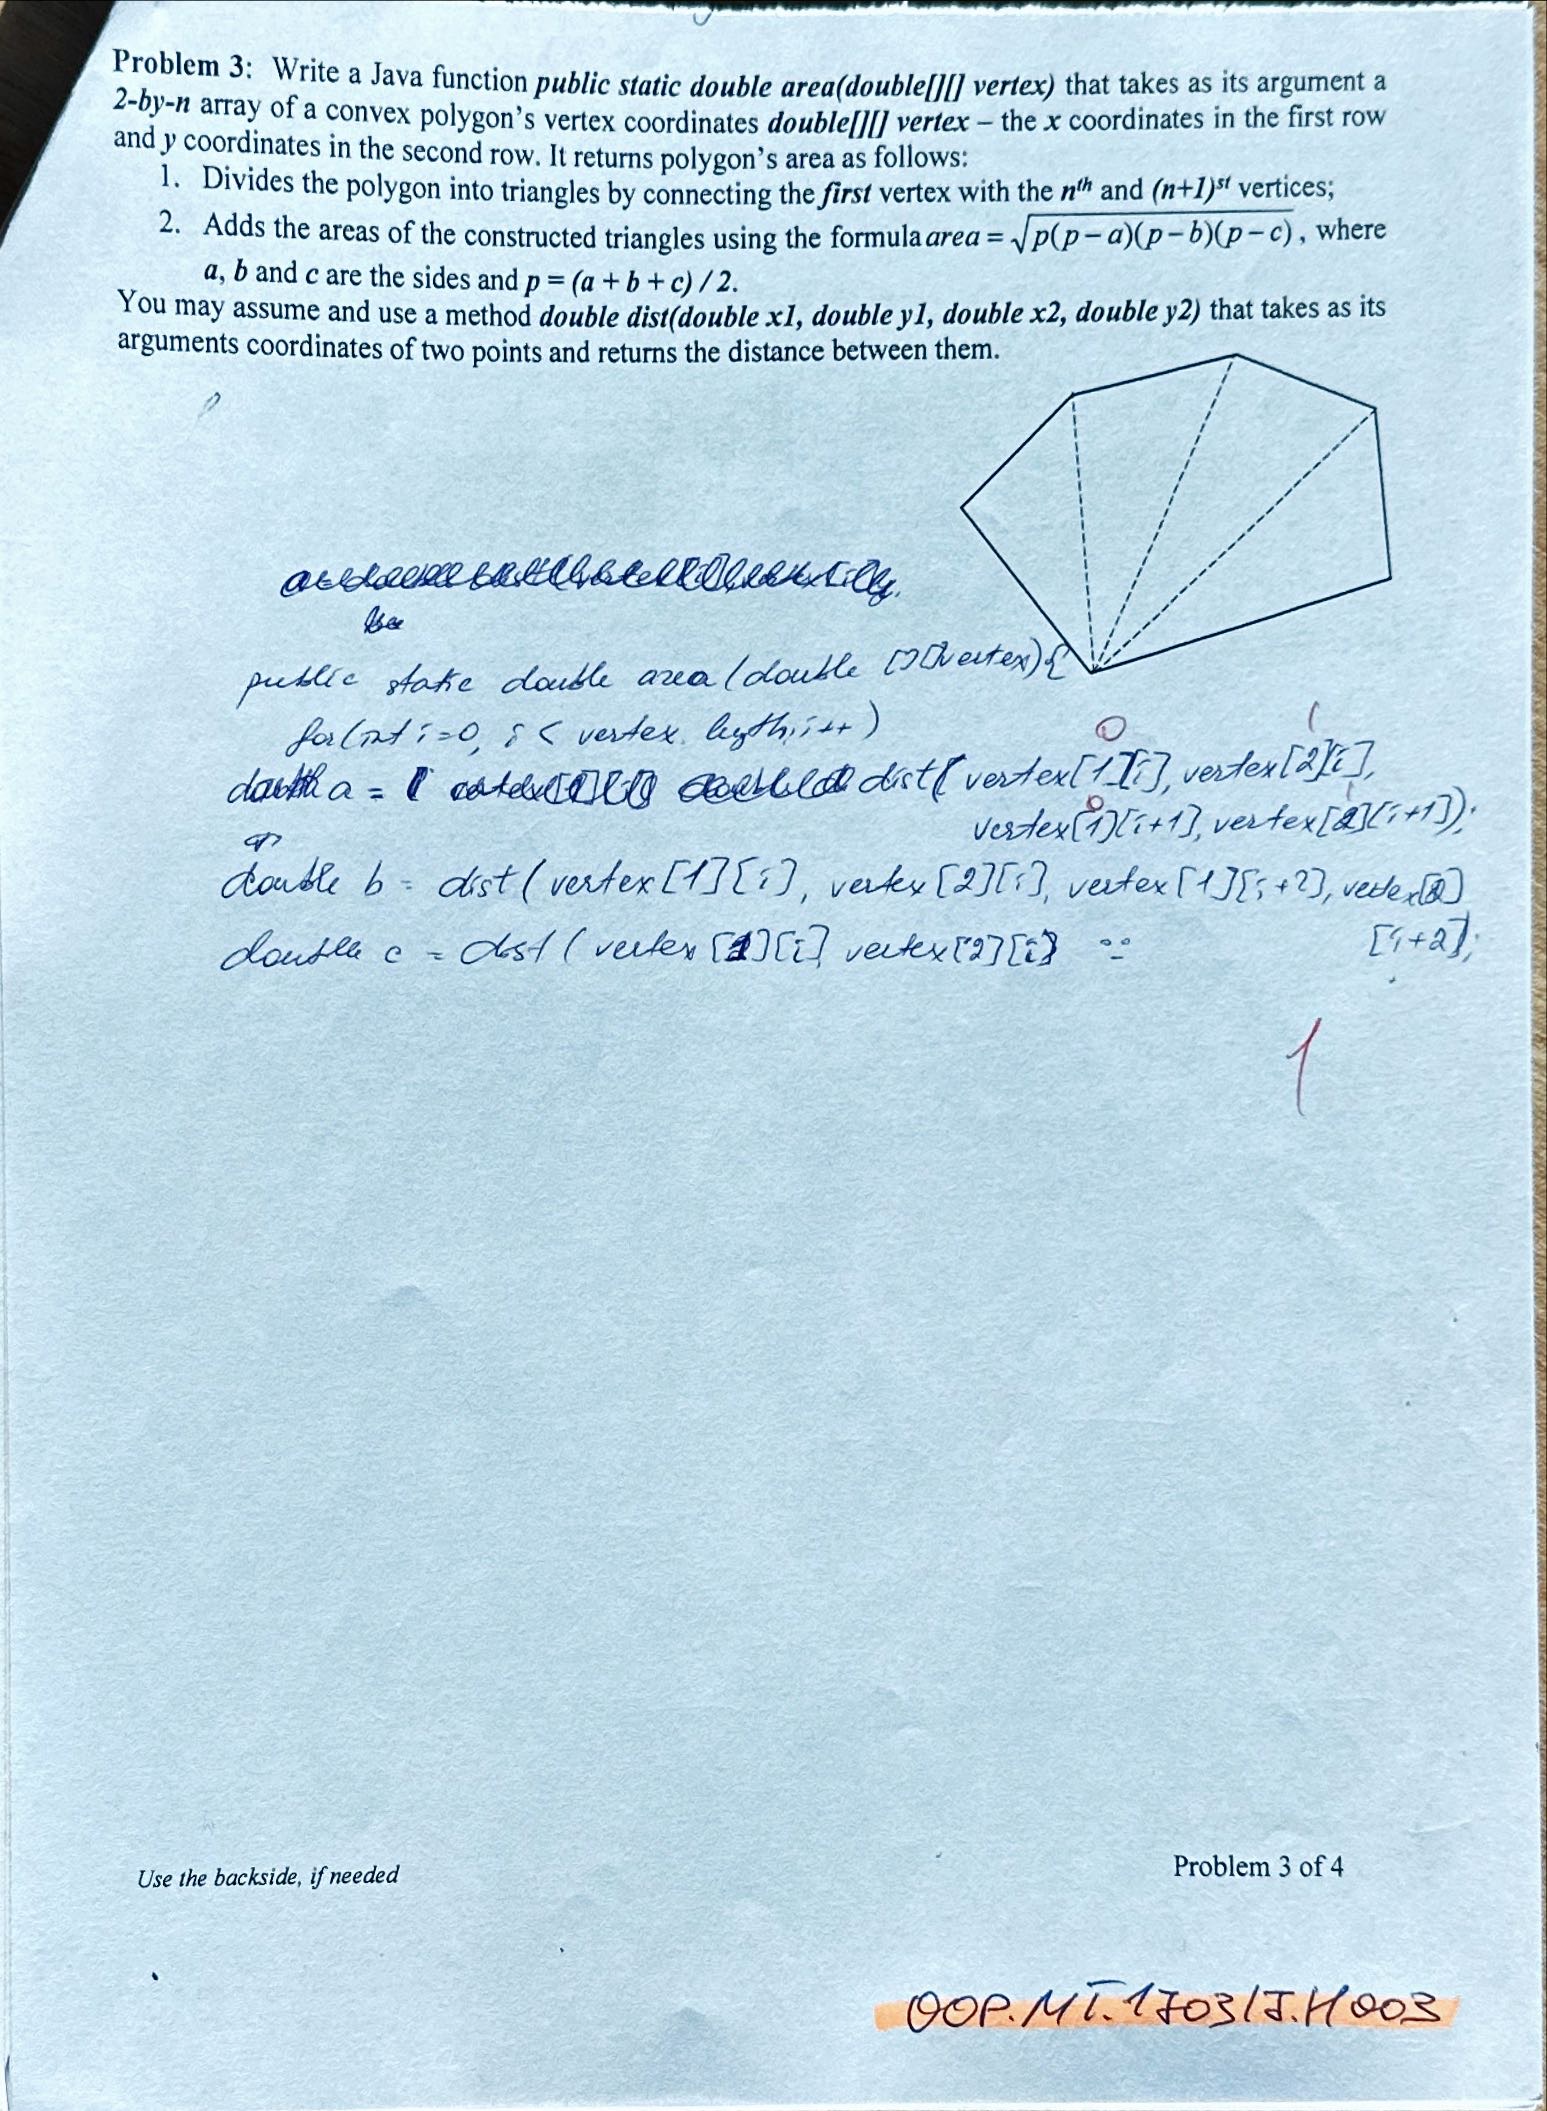 Problem 3: Write a Java function public static double area(double[][] vertex) that takes as its argument a
2-by-n array of a convex polygon's vertex coordinates double[][] vertex – the x coordinates in the first row
and y coordinates in the second row. It returns polygon's area as follows:
1. Divides the polygon into triangles by connecting the first vertex with the nth and (n+1)st vertices;
2. Adds the areas of the constructed triangles using the formula area = √p(p – a)(p – b)(p – c) , where
a, b and c are the sides and p = (a + b + c) / 2.
You may assume and use a method double dist(double x1, double y1, double x2, double y2) that takes as its
arguments coordinates of two points and returns the distance between them.
public static double area (double [][]vertex){
for(int i=0, i < vertex. length, i++)
0 1
double a = dist( vertex[1][i], vertex[2][i],
0 1
vertex[1][i+1], vertex[2][i+1]);
double b = dist ( vertex [1][i], vertex [2][i], vertex [1][i+2], vertex[2]
[i+2];
double c = dist ( vertex [1][i] vertex [2][i]
1
Use the backside, if needed
Problem 3 of 4
OOP.MT.170317.H003